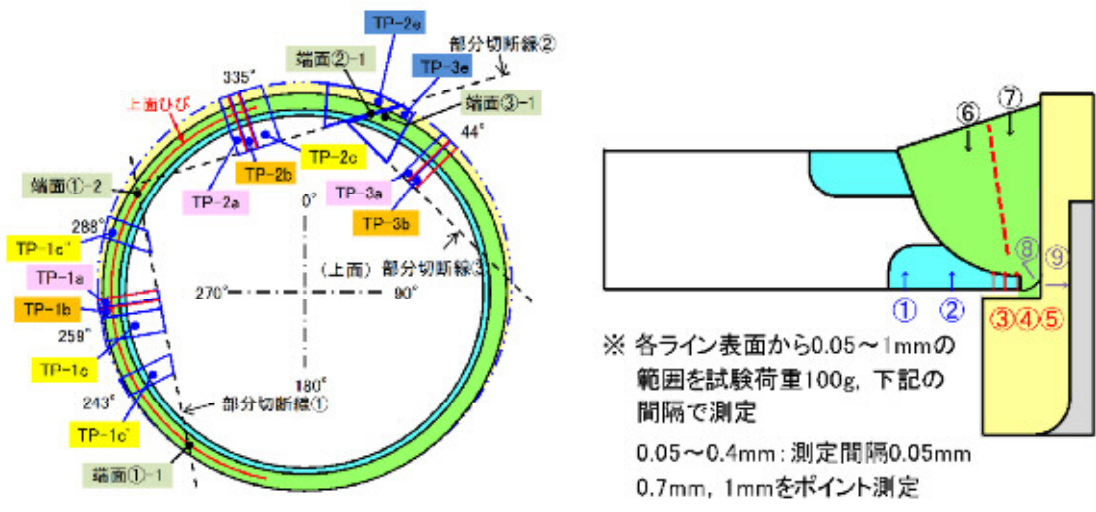 TP-2e
部分切断線②
端面②-1
TP-3e
335°
端面③-1
上面ひび
44°
TP-2c
TP-2b
端面①-2
TP-3a
TP-2a
0°
TP-3b
288°
TP-1c"
(上面)
部分切断線③
TP-1a
270°
90°
TP-1b
259°
TP-1c
180°
243°
部分切断線①
TP-1c'
端面①-1
⑦
⑥
⑧
⑨
① ② ③④⑤
※ 各ライン表面から0.05~1mmの
範囲を試験荷重100g, 下記の
間隔で測定
0.05~0.4mm:測定間隔0.05mm
0.7mm, 1mmをポイント測定